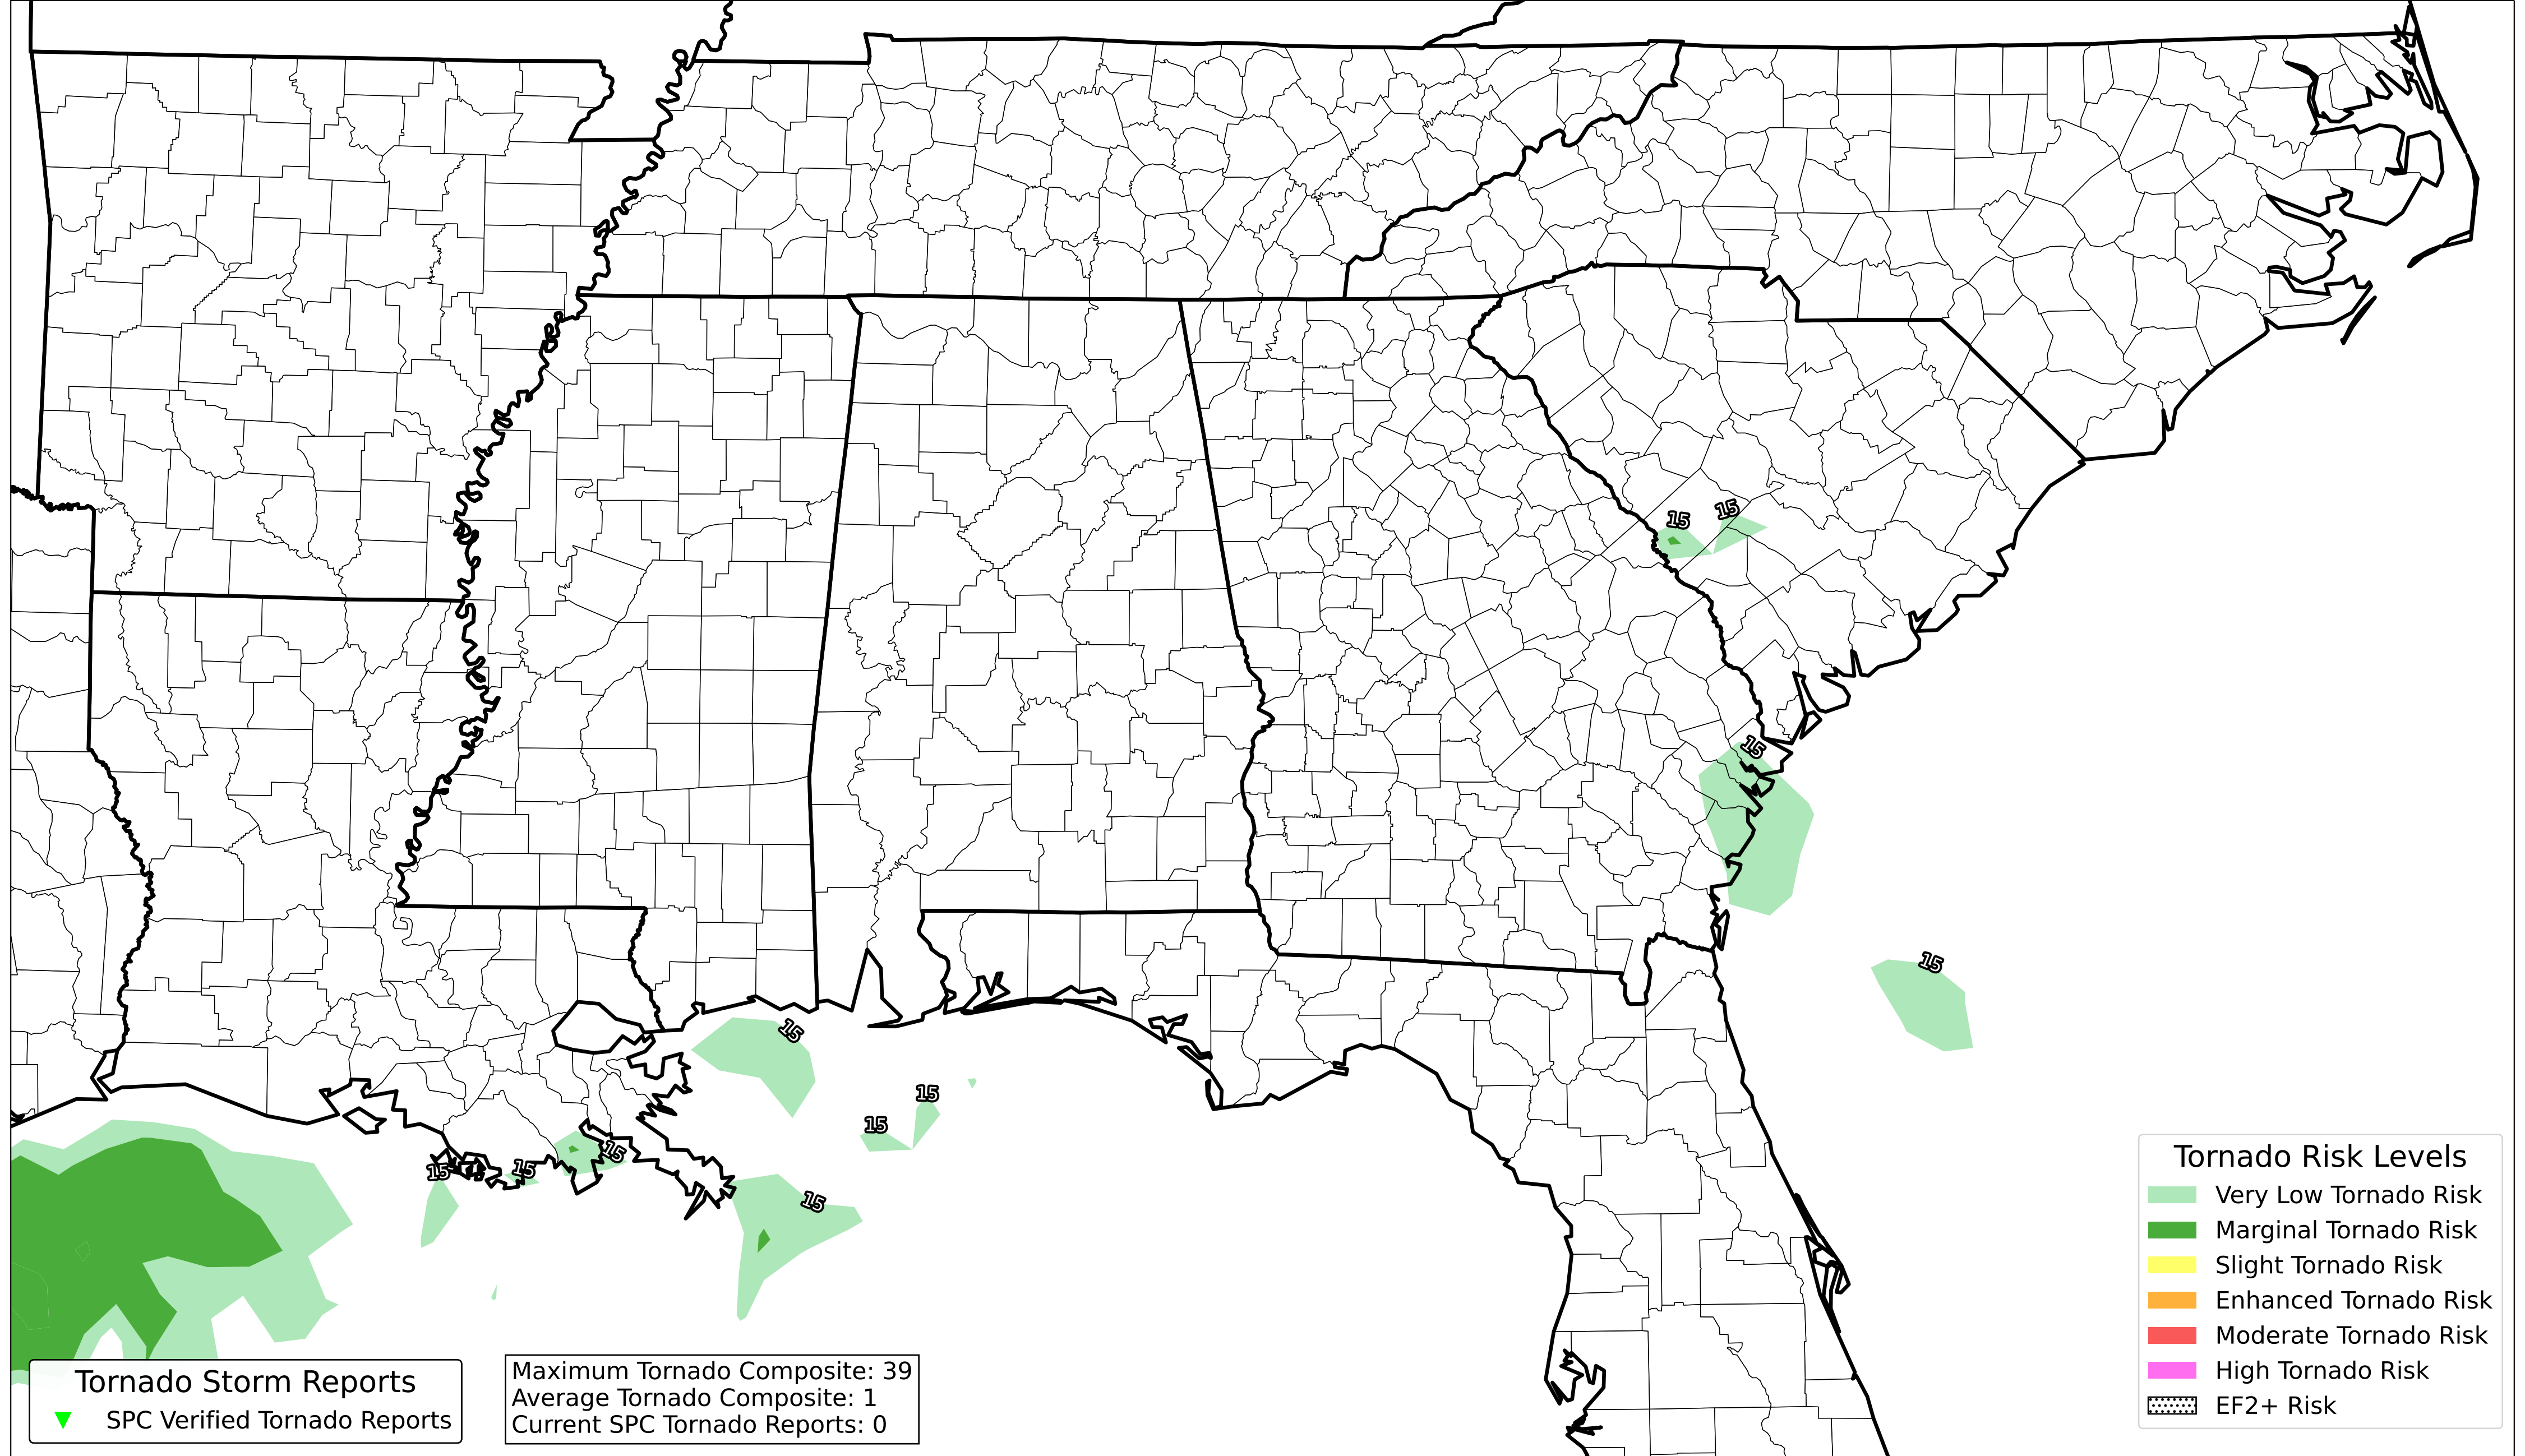 15
15
15
15
15
15
15
15
15
15
15
Tornado Risk Levels
Very Low Tornado Risk
Marginal Tornado Risk
Slight Tornado Risk
Enhanced Tornado Risk
Moderate Tornado Risk
High Tornado Risk
EF2+ Risk
Tornado Storm Reports
SPC Verified Tornado Reports
Maximum Tornado Composite: 39
Average Tornado Composite: 1
Current SPC Tornado Reports: 0